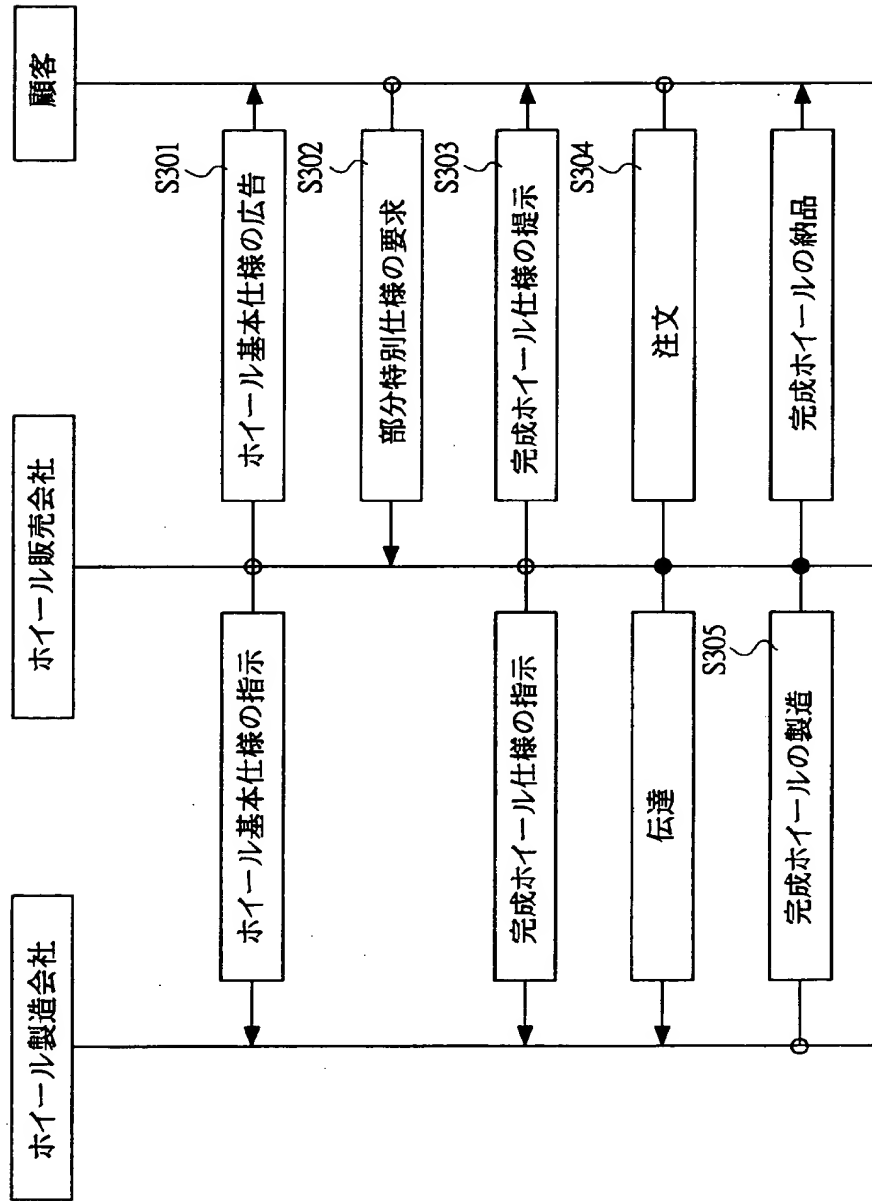 ホイール製造会社
ホイール販売会社
顧客
ホイール基本仕様の指示
ホイール基本仕様の広告
S301
部分特別仕様の要求
S302
完成ホイール仕様の指示
完成ホイール仕様の提示
S303
伝達
注文
S304
完成ホイールの製造
S305
完成ホイールの納品